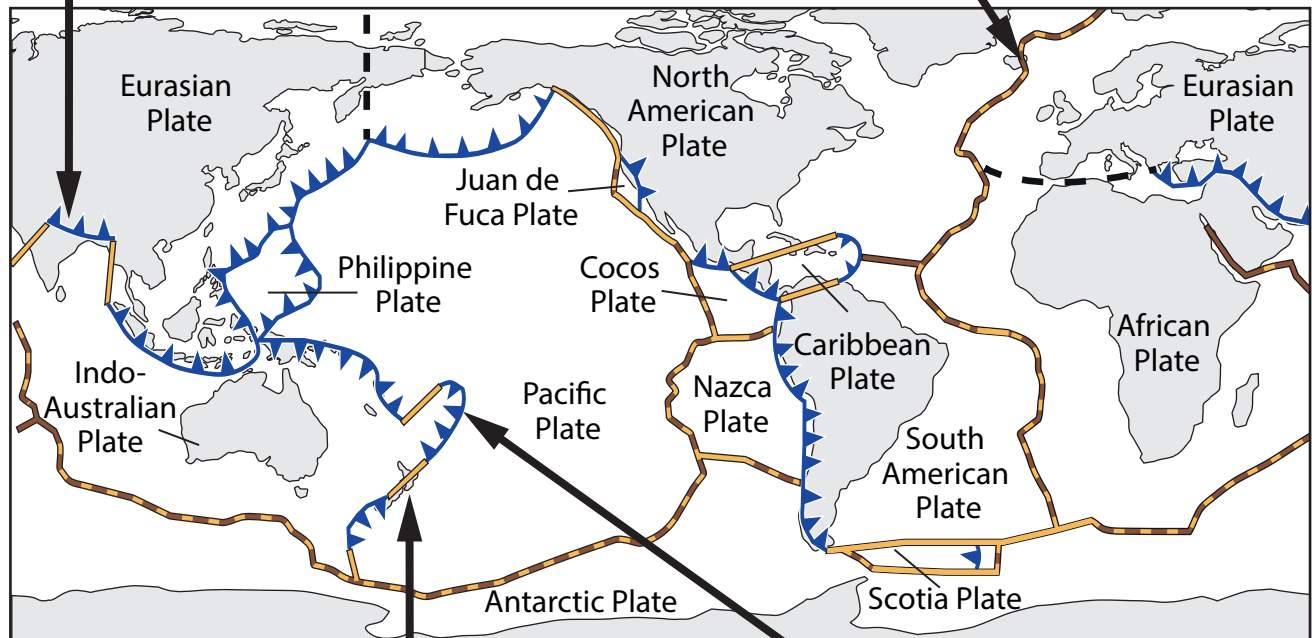 Eurasian
Plate
North
American
Plate
Eurasian
Plate
Juan de
Fuca Plate
Philippine
Plate
Cocos
Plate
Caribbean
Plate
African
Plate
Indo-
Australian
Plate
Pacific
Plate
Nazca
Plate
South
American
Plate
Antarctic Plate
Scotia Plate